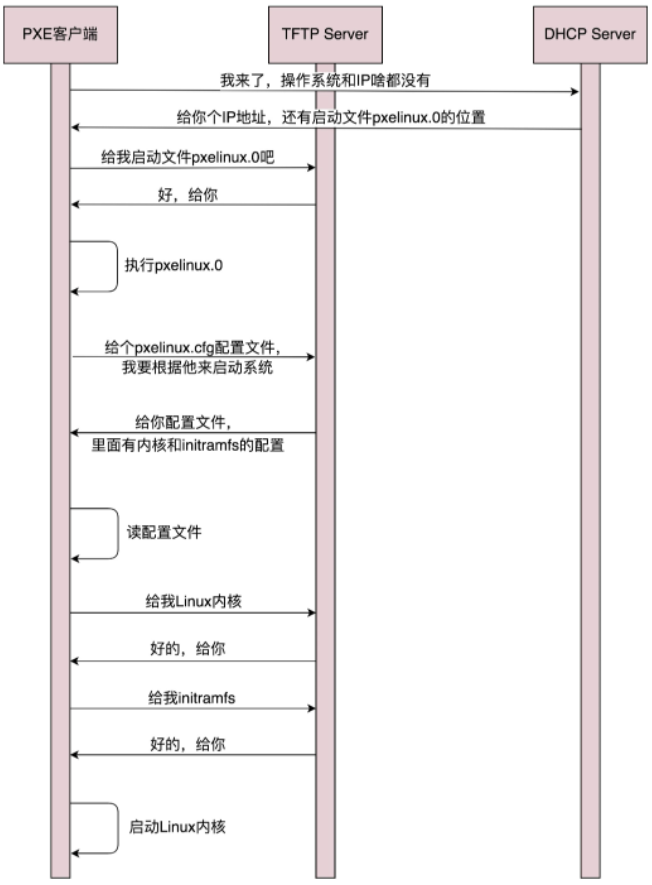 PXE客户端
TFTP Server
DHCP Server
我来了，操作系统和IP啥都没有
给你个IP地址，还有启动文件pxelinux.0的位置
给我启动文件pxelinux.0吧
好，给你
执行pxelinux.0
给个pxelinux.cfg配置文件，
我要根据他来启动系统
给你配置文件，
里面有内核和initramfs的配置
读配置文件
给我Linux内核
好的，给你
给我initramfs
好的，给你
启动Linux内核